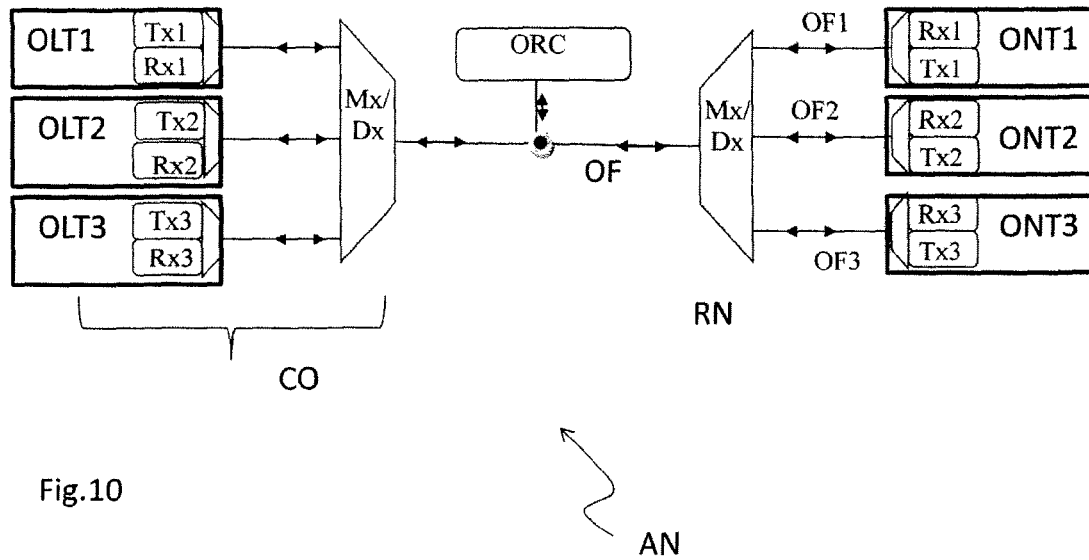 OLT1
Tx1
Rx1
OLT2
Tx2
Rx2
OLT3
Tx3
Rx3
CO
Mx/
Dx
ORC
OF
Mx/
Dx
RN
OF1
OF2
OF3
Rx1
Tx1
ONT1
Rx2
Tx2
ONT2
Rx3
Tx3
ONT3
Fig.10
AN